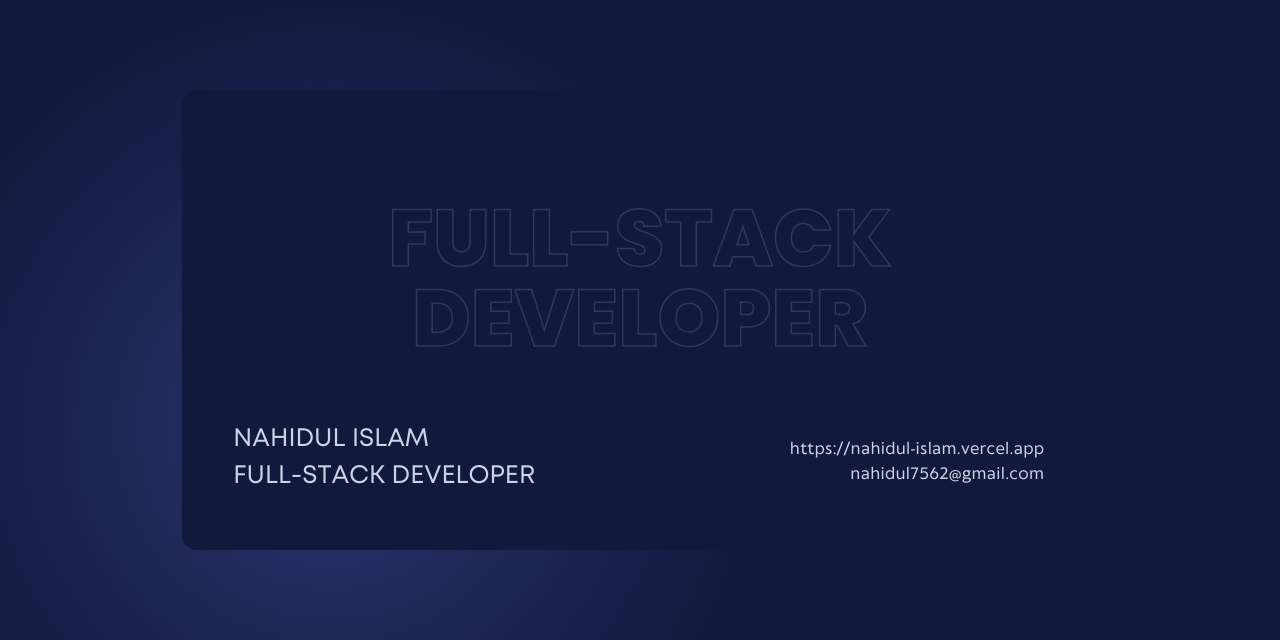 FULL-STACK
DEVELOPER
NAHIDUL ISLAM
FULL-STACK DEVELOPER
https://nahidul-islam.vercel.app
nahidul7562@gmail.com